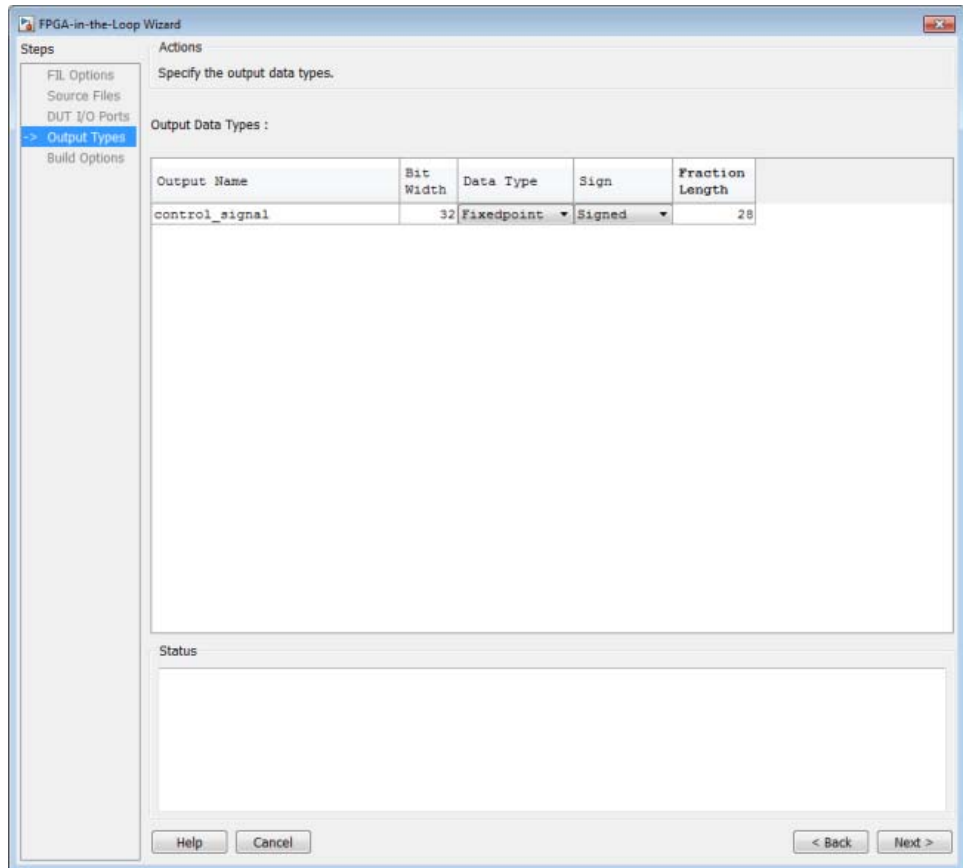 FPGA-in-the-Loop Wizard
Steps
FIL Options
Source Files
DUT I/O Ports
-> Output Types
Build Options
Actions
Specify the output data types.
Output Data Types :
Output Name Bit Width Data Type Sign Fraction Length
control_signal 32 Fixedpoint Signed 28
Status
Help Cancel < Back Next >